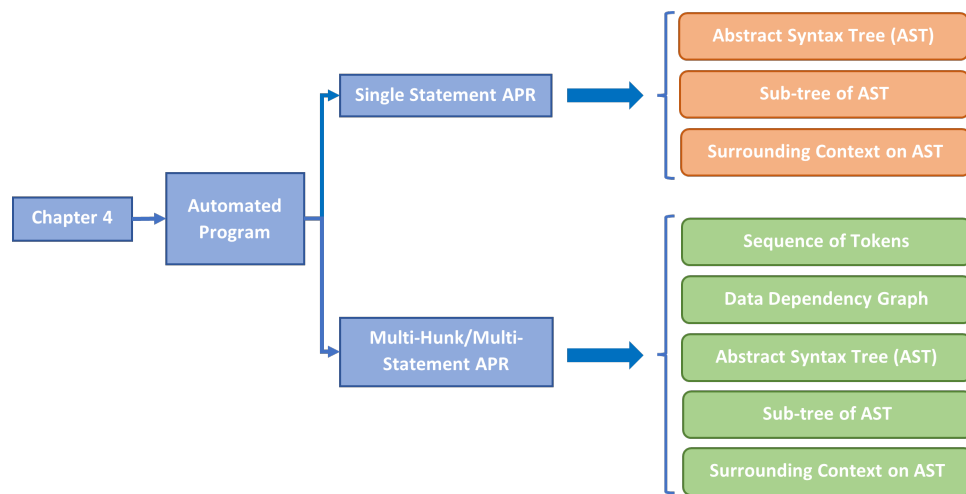 Chapter 4
Automated
Program
Single Statement APR
Abstract Syntax Tree (AST)
Sub-tree of AST
Surrounding Context on AST
Multi-Hunk/Multi-
Statement APR
Sequence of Tokens
Data Dependency Graph
Abstract Syntax Tree (AST)
Sub-tree of AST
Surrounding Context on AST